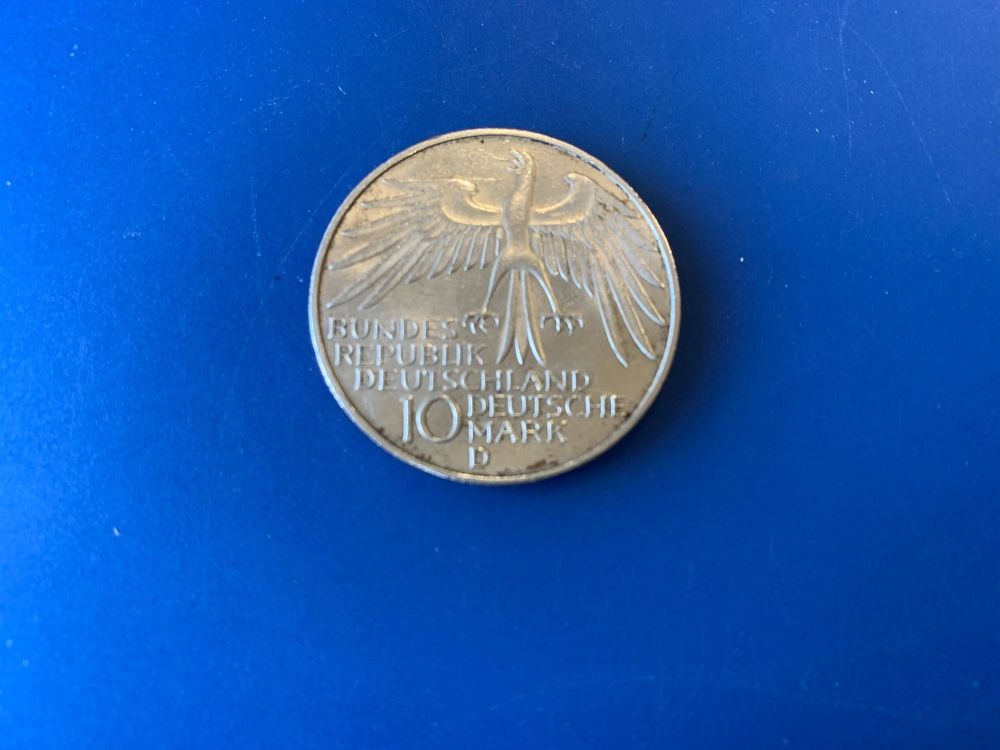 BUNDES
REPUBLIK
DEUTSCHLAND
10 DEUTSCHE
MARK
D